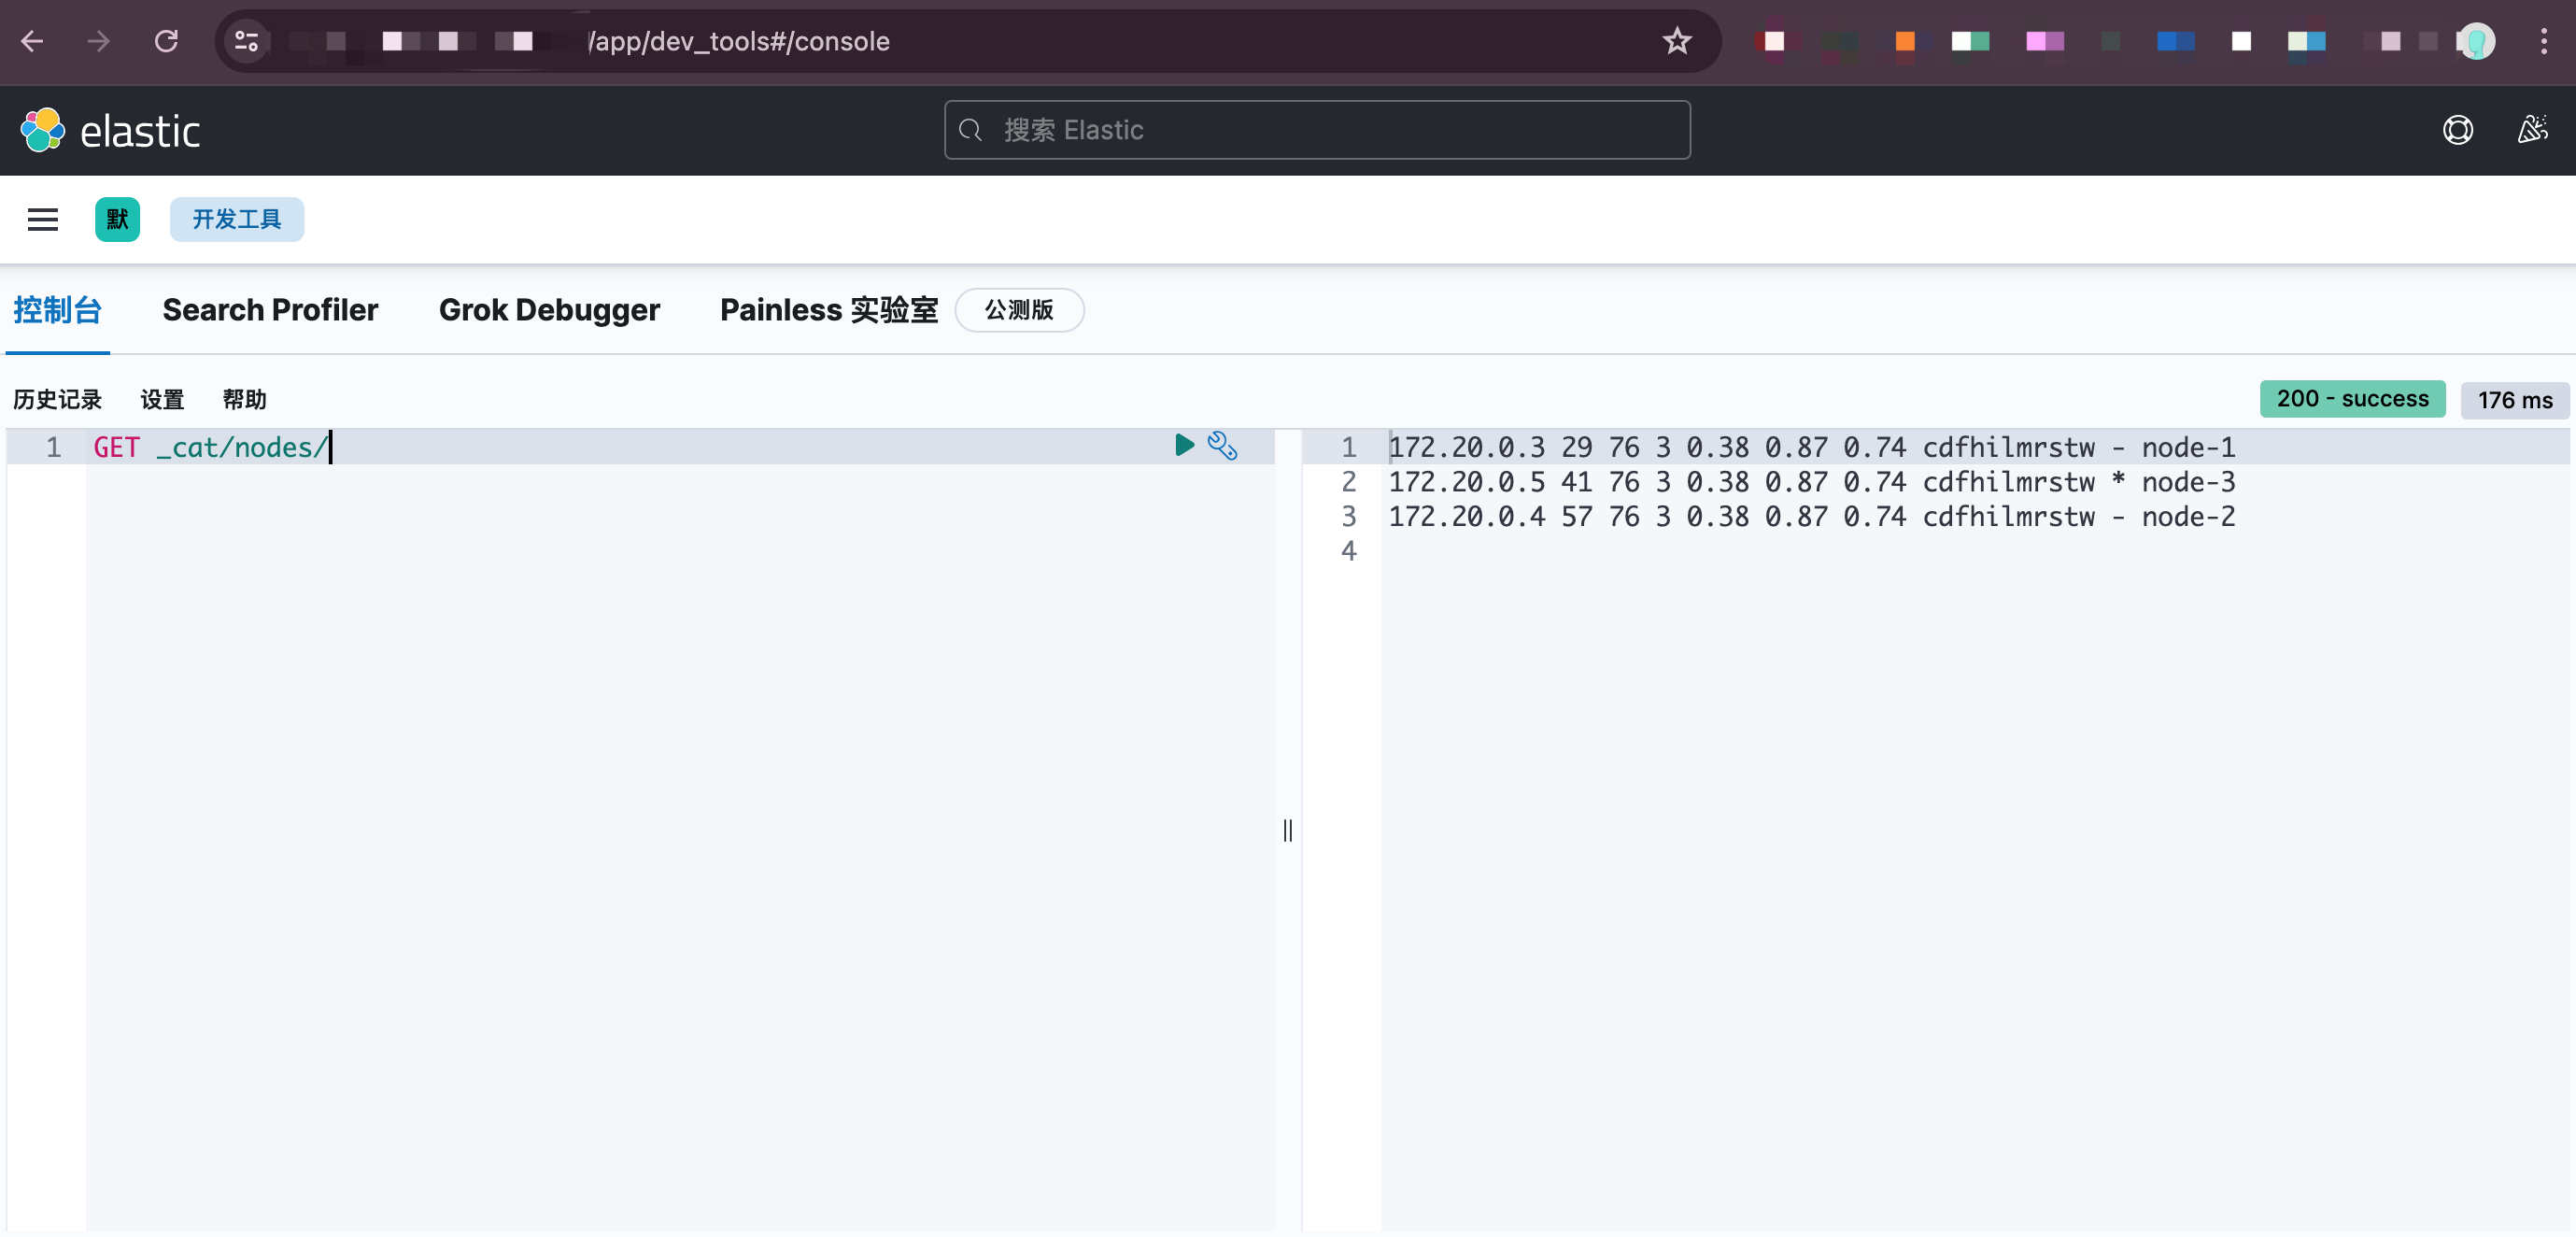 /app/dev_tools#/console
elastic
搜索 Elastic
默
开发工具
控制台 Search Profiler Grok Debugger Painless 实验室 公测版
历史记录 设置 帮助 200 - success 176 ms
1 GET _cat/nodes/
1 172.20.0.3 29 76 3 0.38 0.87 0.74 cdfhilmrstw - node-1
2 172.20.0.5 41 76 3 0.38 0.87 0.74 cdfhilmrstw * node-3
3 172.20.0.4 57 76 3 0.38 0.87 0.74 cdfhilmrstw - node-2
4